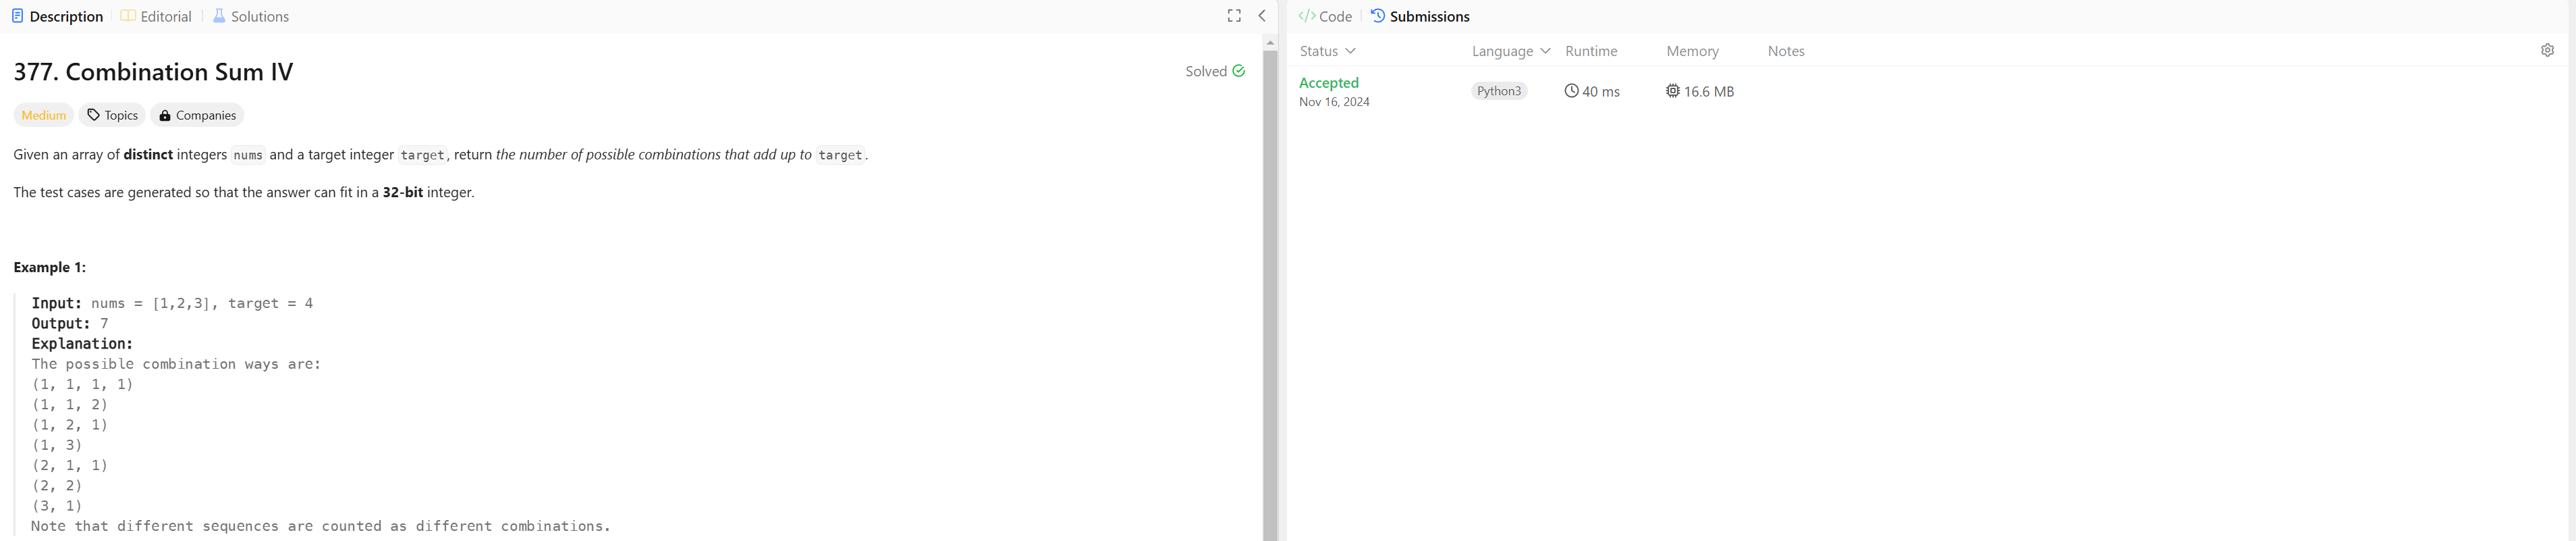 Description Editorial Solutions
377. Combination Sum IV
Solved
Medium Topics Companies
Given an array of distinct integers nums and a target integer target, return the number of possible combinations that add up to target.
The test cases are generated so that the answer can fit in a 32-bit integer.
Example 1:
Input: nums = [1,2,3], target = 4
Output: 7
Explanation:
The possible combination ways are:
(1, 1, 1, 1)
(1, 1, 2)
(1, 2, 1)
(1, 3)
(2, 1, 1)
(2, 2)
(3, 1)
Note that different sequences are counted as different combinations.
</> Code Submissions
Status Language Runtime Memory Notes
Accepted
Nov 16, 2024
Python3 40 ms 16.6 MB